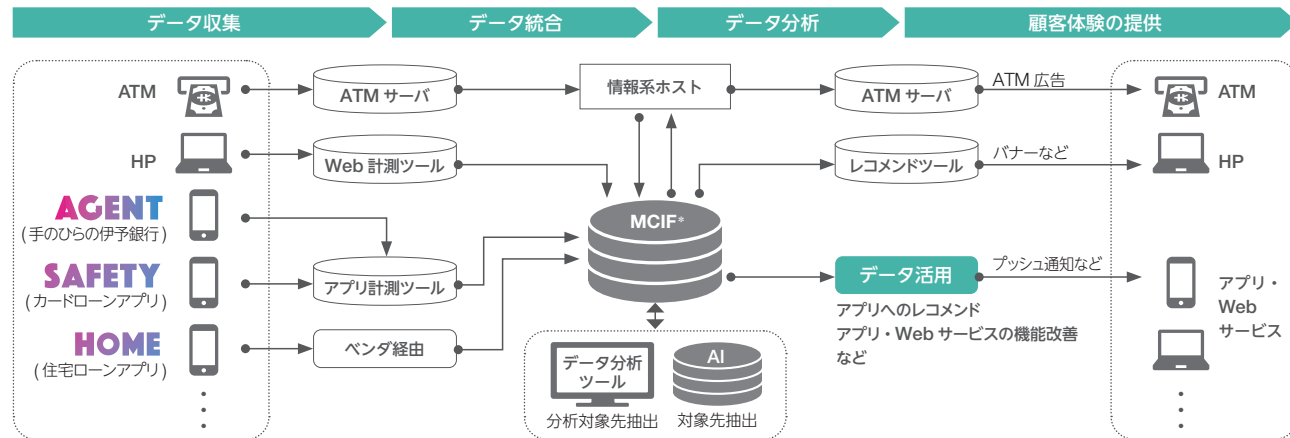 データ収集
データ統合
データ分析
顧客体験の提供
ATM
ATM サーバ
情報系ホスト
ATM サーバ
ATM 広告
ATM
HP
Web 計測ツール
レコメンドツール
バナーなど
HP
AGENT
(手のひらの伊予銀行)
MCIF*
SAFETY
(カードローンアプリ)
アプリ計測ツール
データ活用
プッシュ通知など
アプリへのレコメンド
アプリ・Web サービスの機能改善
など
アプリ・
Web
サービス
HOME
(住宅ローンアプリ)
ベンダ経由
データ分析
ツール
分析対象先抽出
AI
対象先抽出